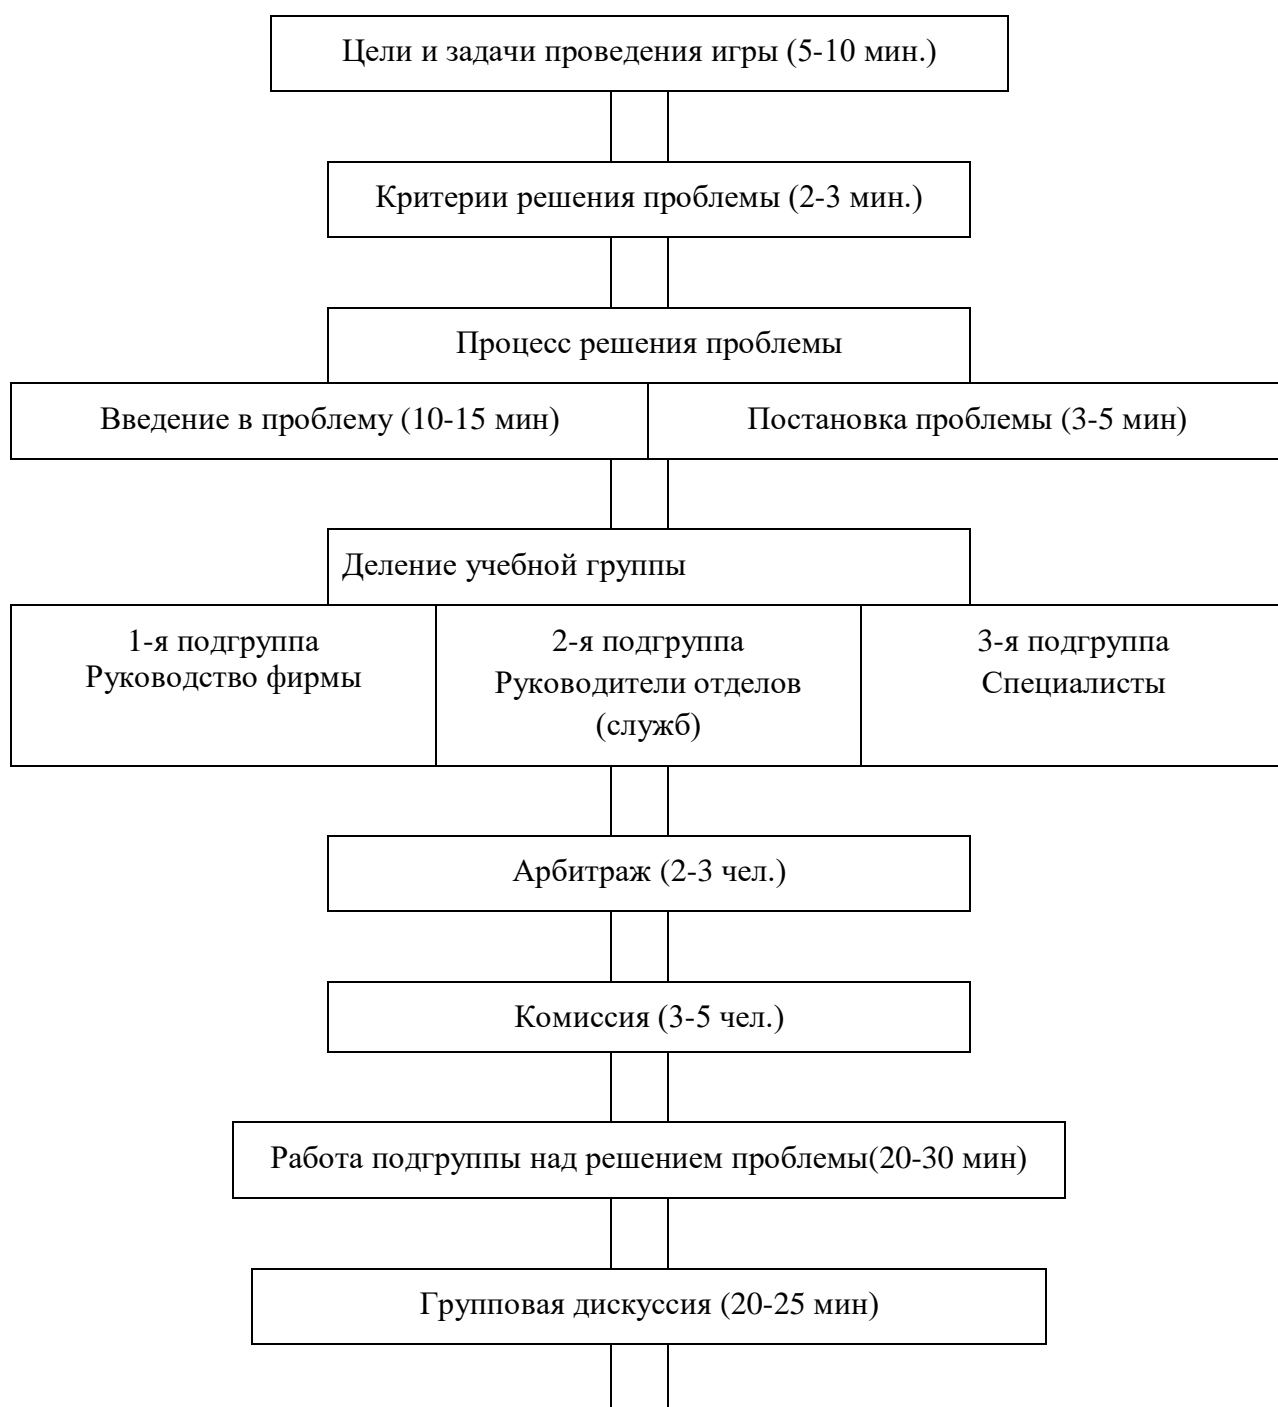 Цели и задачи проведения игры (5-10 мин.)
Критерии решения проблемы (2-3 мин.)
Процесс решения проблемы
Введение в проблему (10-15 мин)
Постановка проблемы (3-5 мин)
Деление учебной группы
1-я подгруппа
Руководство фирмы
2-я подгруппа
Руководители отделов
(служб)
3-я подгруппа
Специалисты
Арбитраж (2-3 чел.)
Комиссия (3-5 чел.)
Работа подгруппы над решением проблемы(20-30 мин)
Групповая дискуссия (20-25 мин)